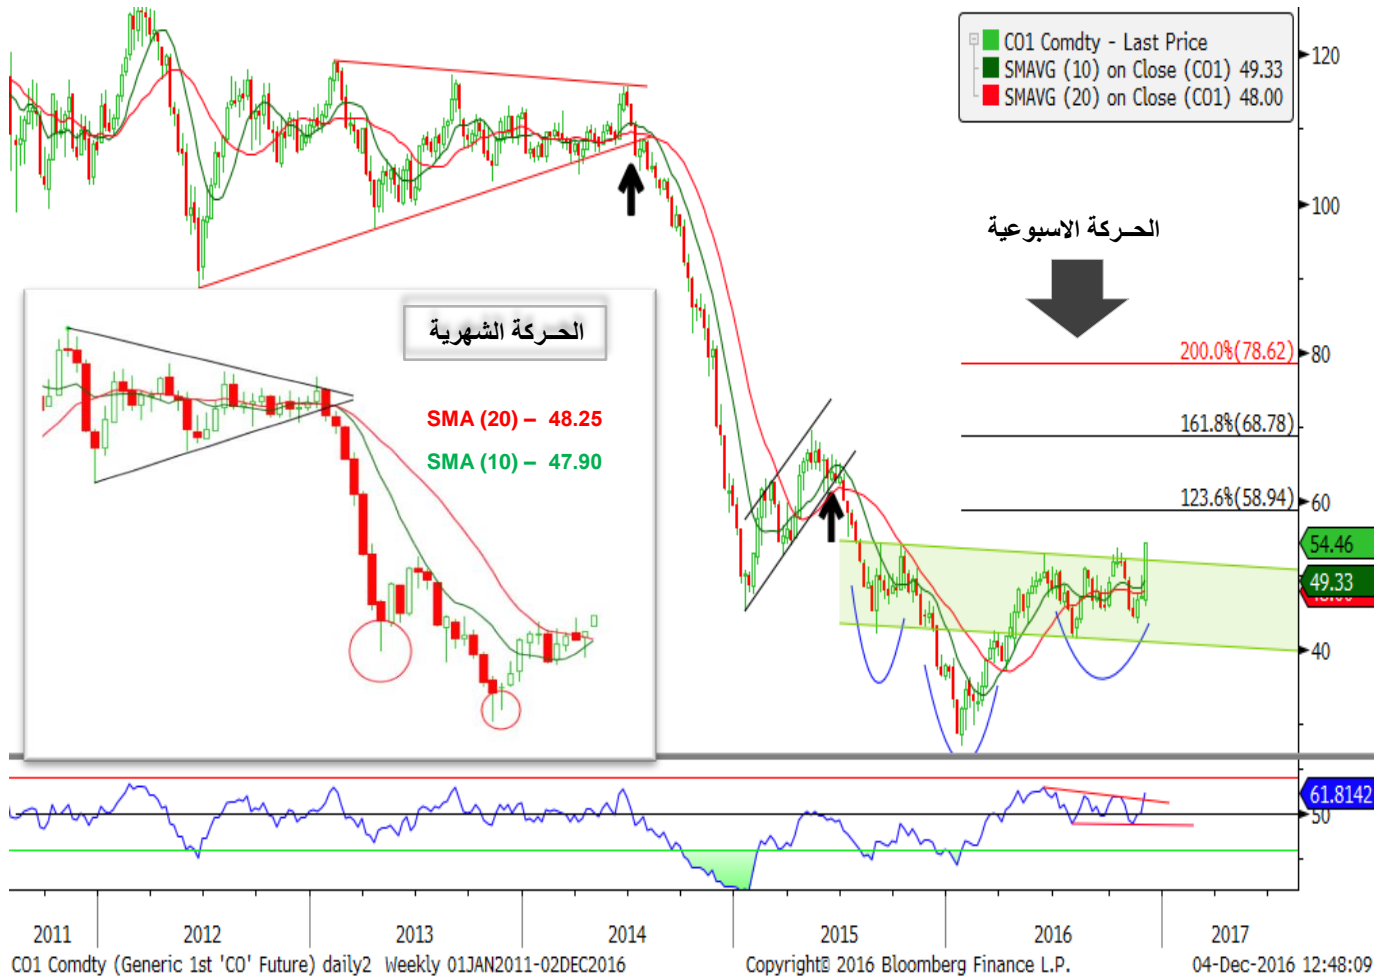 CO1 Comdty - Last Price
SMAVG (10) on Close (CO1) 49.33
SMAVG (20) on Close (CO1) 48.00
120
100
80
60
40
الحــركة الاسبوعية
200.0%(78.62)
161.8%(68.78)
123.6%(58.94)
54.46
49.33
الحــركة الشهرية
SMA (20) – 48.25
SMA (10) – 47.90
61.8142
50
2011 2012 2013 2014 2015 2016 2017
CO1 Comdty (Generic 1st 'CO' Future) daily2 Weekly 01JAN2011-02DEC2016 Copyright© 2016 Bloomberg Finance L.P. 04-Dec-2016 12:48:09